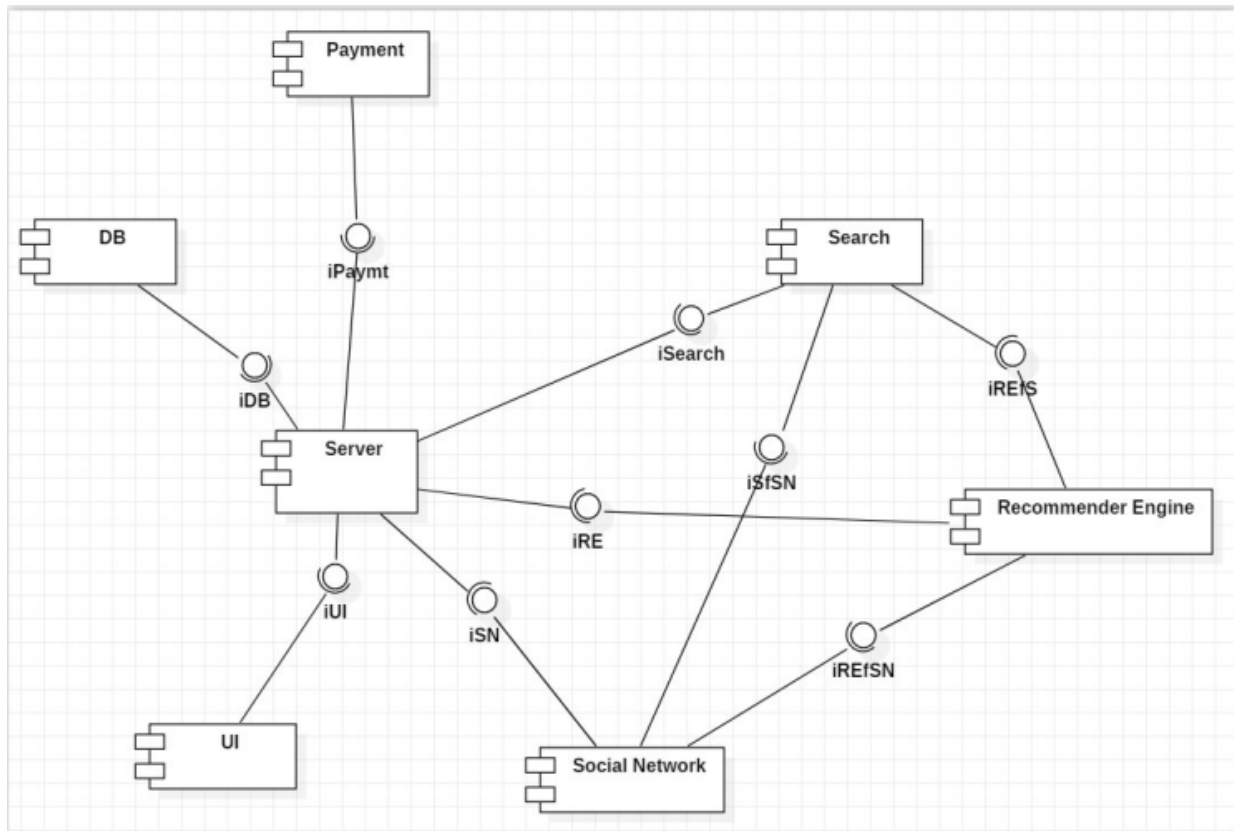 Payment
DB
Search
iPaymt
iSearch
iREfS
iDB
Server
iSfSN
Recommender Engine
iRE
iUI
iSN
iREfSN
UI
Social Network